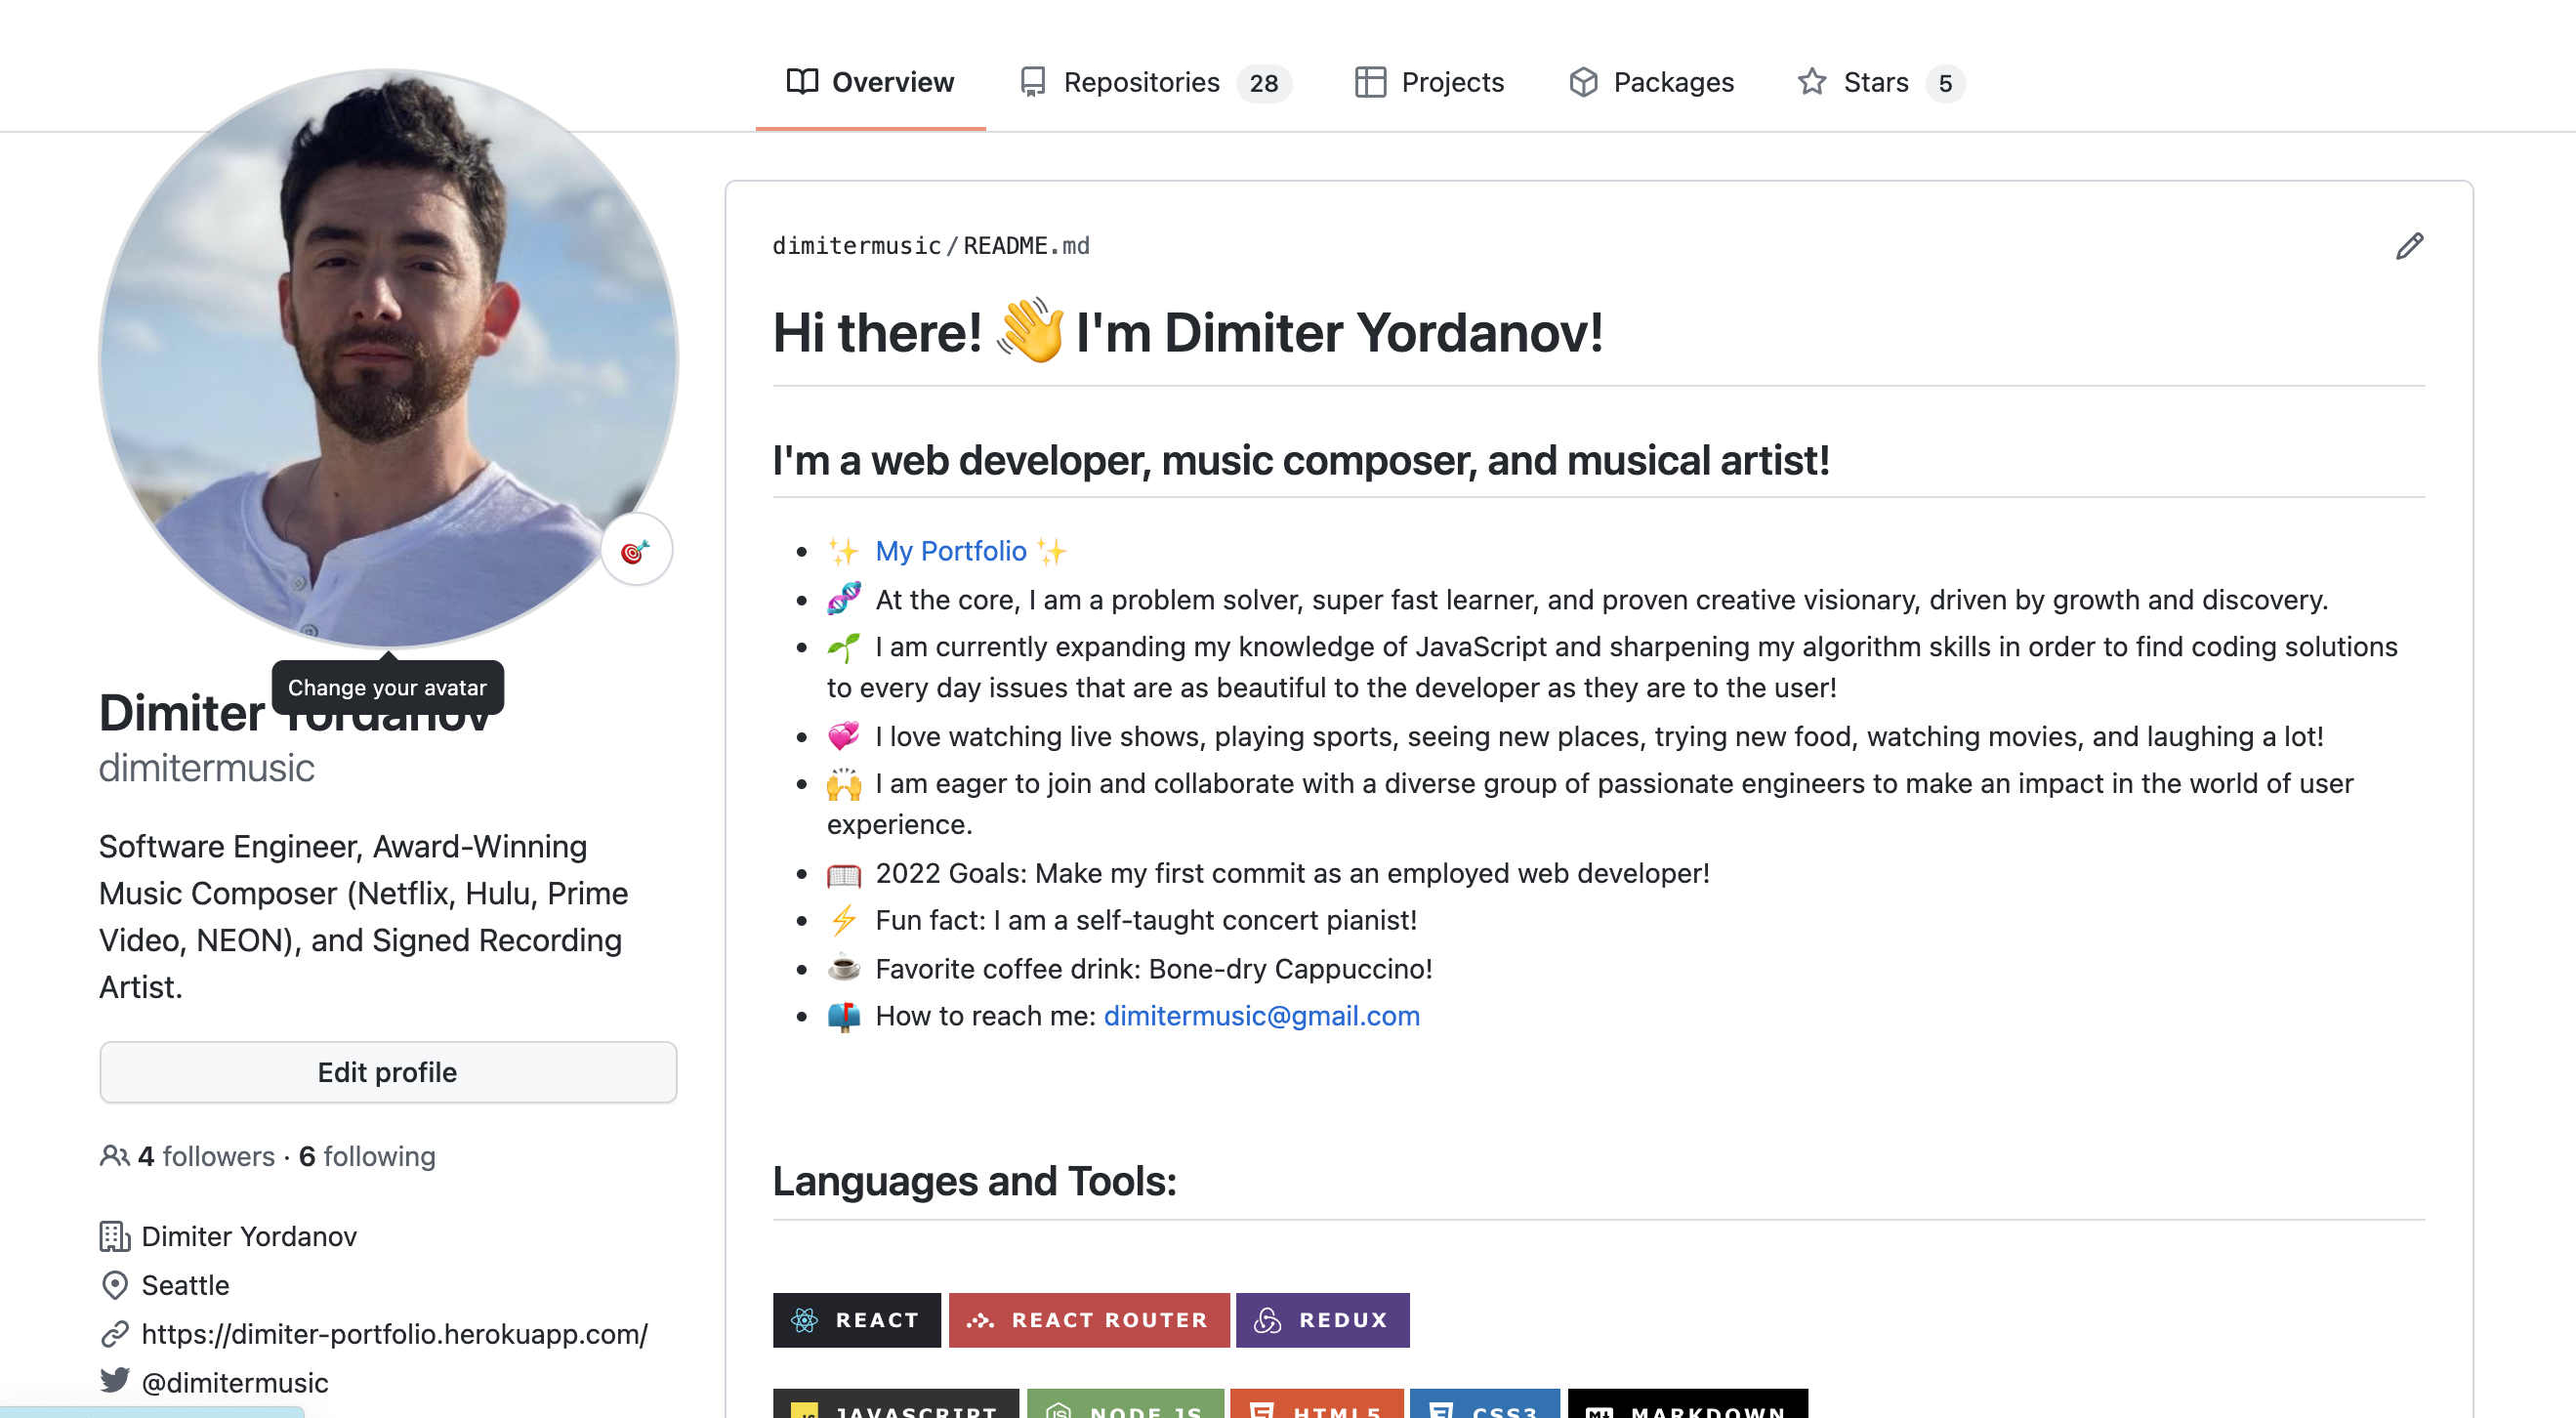 Overview
Repositories 28
Projects
Packages
Stars 5
dimitermusic/README.md
Hi there! 👋 I'm Dimiter Yordanov!
I'm a web developer, music composer, and musical artist!
✨ My Portfolio ✨
🧬 At the core, I am a problem solver, super fast learner, and proven creative visionary, driven by growth and discovery.
🌱 I am currently expanding my knowledge of JavaScript and sharpening my algorithm skills in order to find coding solutions
to every day issues that are as beautiful to the developer as they are to the user!
💞 I love watching live shows, playing sports, seeing new places, trying new food, watching movies, and laughing a lot!
🙌 I am eager to join and collaborate with a diverse group of passionate engineers to make an impact in the world of user
experience.
🥅 2022 Goals: Make my first commit as an employed web developer!
⚡ Fun fact: I am a self-taught concert pianist!
☕ Favorite coffee drink: Bone-dry Cappuccino!
📫 How to reach me: dimitermusic@gmail.com
Languages and Tools:
REACT
REACT ROUTER
REDUX
JS JAVASCRIPT
NODE.JS
HTML5
CSS3
MARKDOWN
Change your avatar
Dimiter Yordanov
dimitermusic
Software Engineer, Award-Winning
Music Composer (Netflix, Hulu, Prime
Video, NEON), and Signed Recording
Artist.
Edit profile
4 followers · 6 following
Dimiter Yordanov
Seattle
https://dimiter-portfolio.herokuapp.com/
@dimitermusic